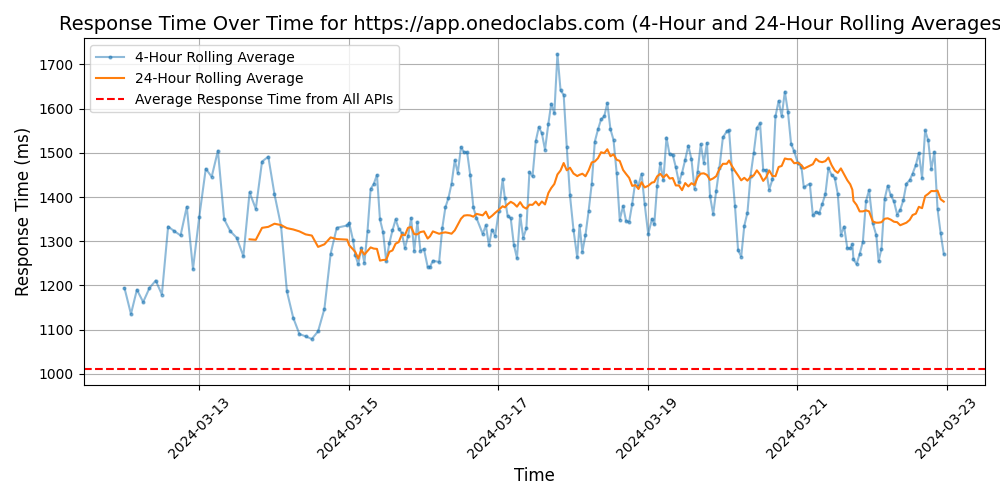 Response Time Over Time for https://app.onedoclabs.com (4-Hour and 24-Hour Rolling Averages
4-Hour Rolling Average
24-Hour Rolling Average
Average Response Time from All APIs
Response Time (ms)
1700
1600
1500
1400
1300
1200
1100
1000
2024-03-13
2024-03-15
2024-03-17
2024-03-19
2024-03-21
2024-03-23
Time